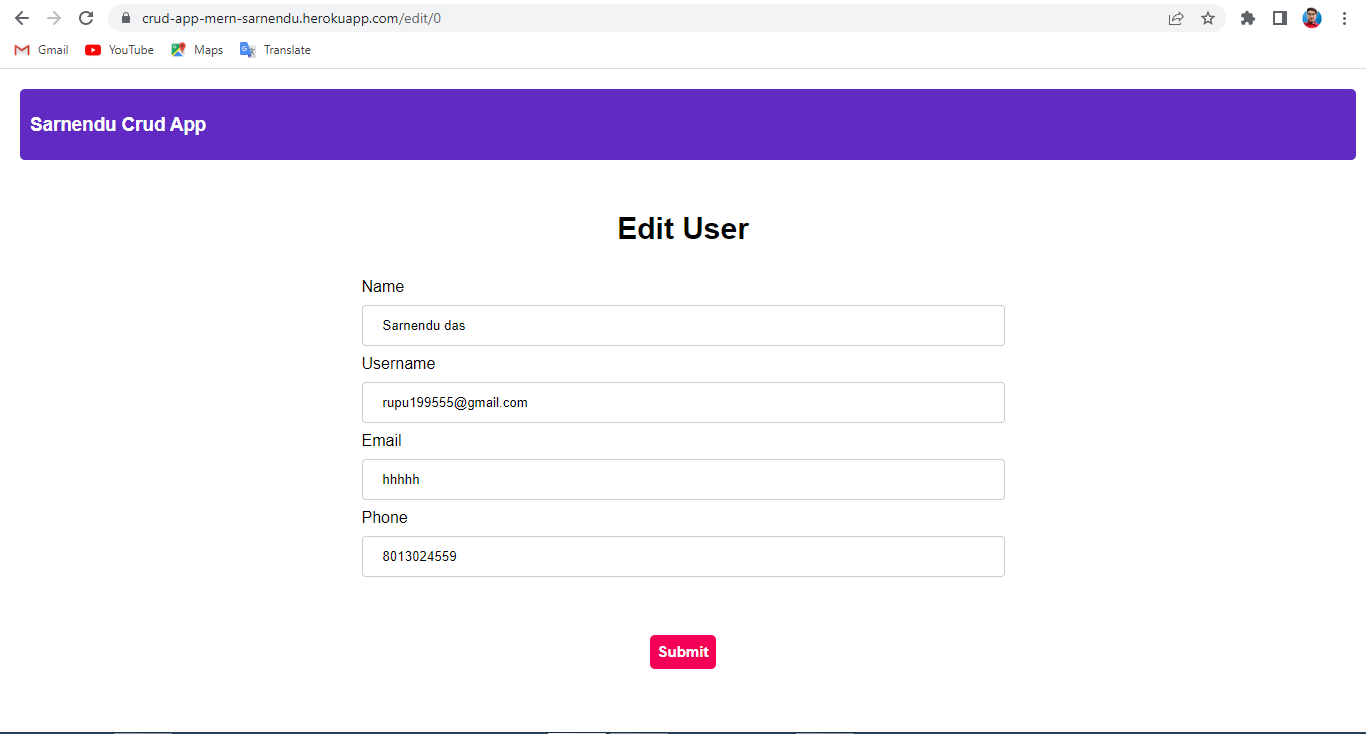 crud-app-mern-sarnendu.herokuapp.com/edit/0
Gmail YouTube Maps Translate
Sarnendu Crud App
Edit User
Name
Sarnendu das
Username
rupu199555@gmail.com
Email
hhhhh
Phone
8013024559
Submit